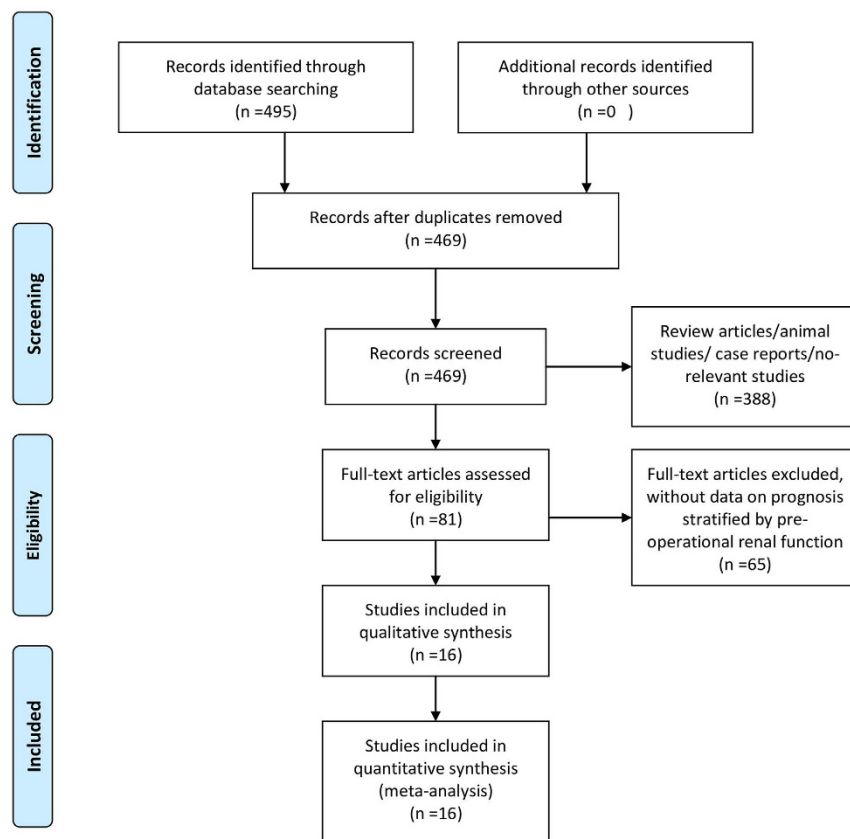 Identification
Records identified through
database searching
(n =495)
Additional records identified
through other sources
(n =0 )
Records after duplicates removed
(n =469)
Screening
Records screened
(n =469)
Review articles/animal
studies/ case reports/no-
relevant studies
(n =388)
Eligibility
Full-text articles assessed
for eligibility
(n =81)
Full-text articles excluded,
without data on prognosis
stratified by pre-
operational renal function
(n =65)
Studies included in
qualitative synthesis
(n =16)
Included
Studies included in
quantitative synthesis
(meta-analysis)
(n =16)